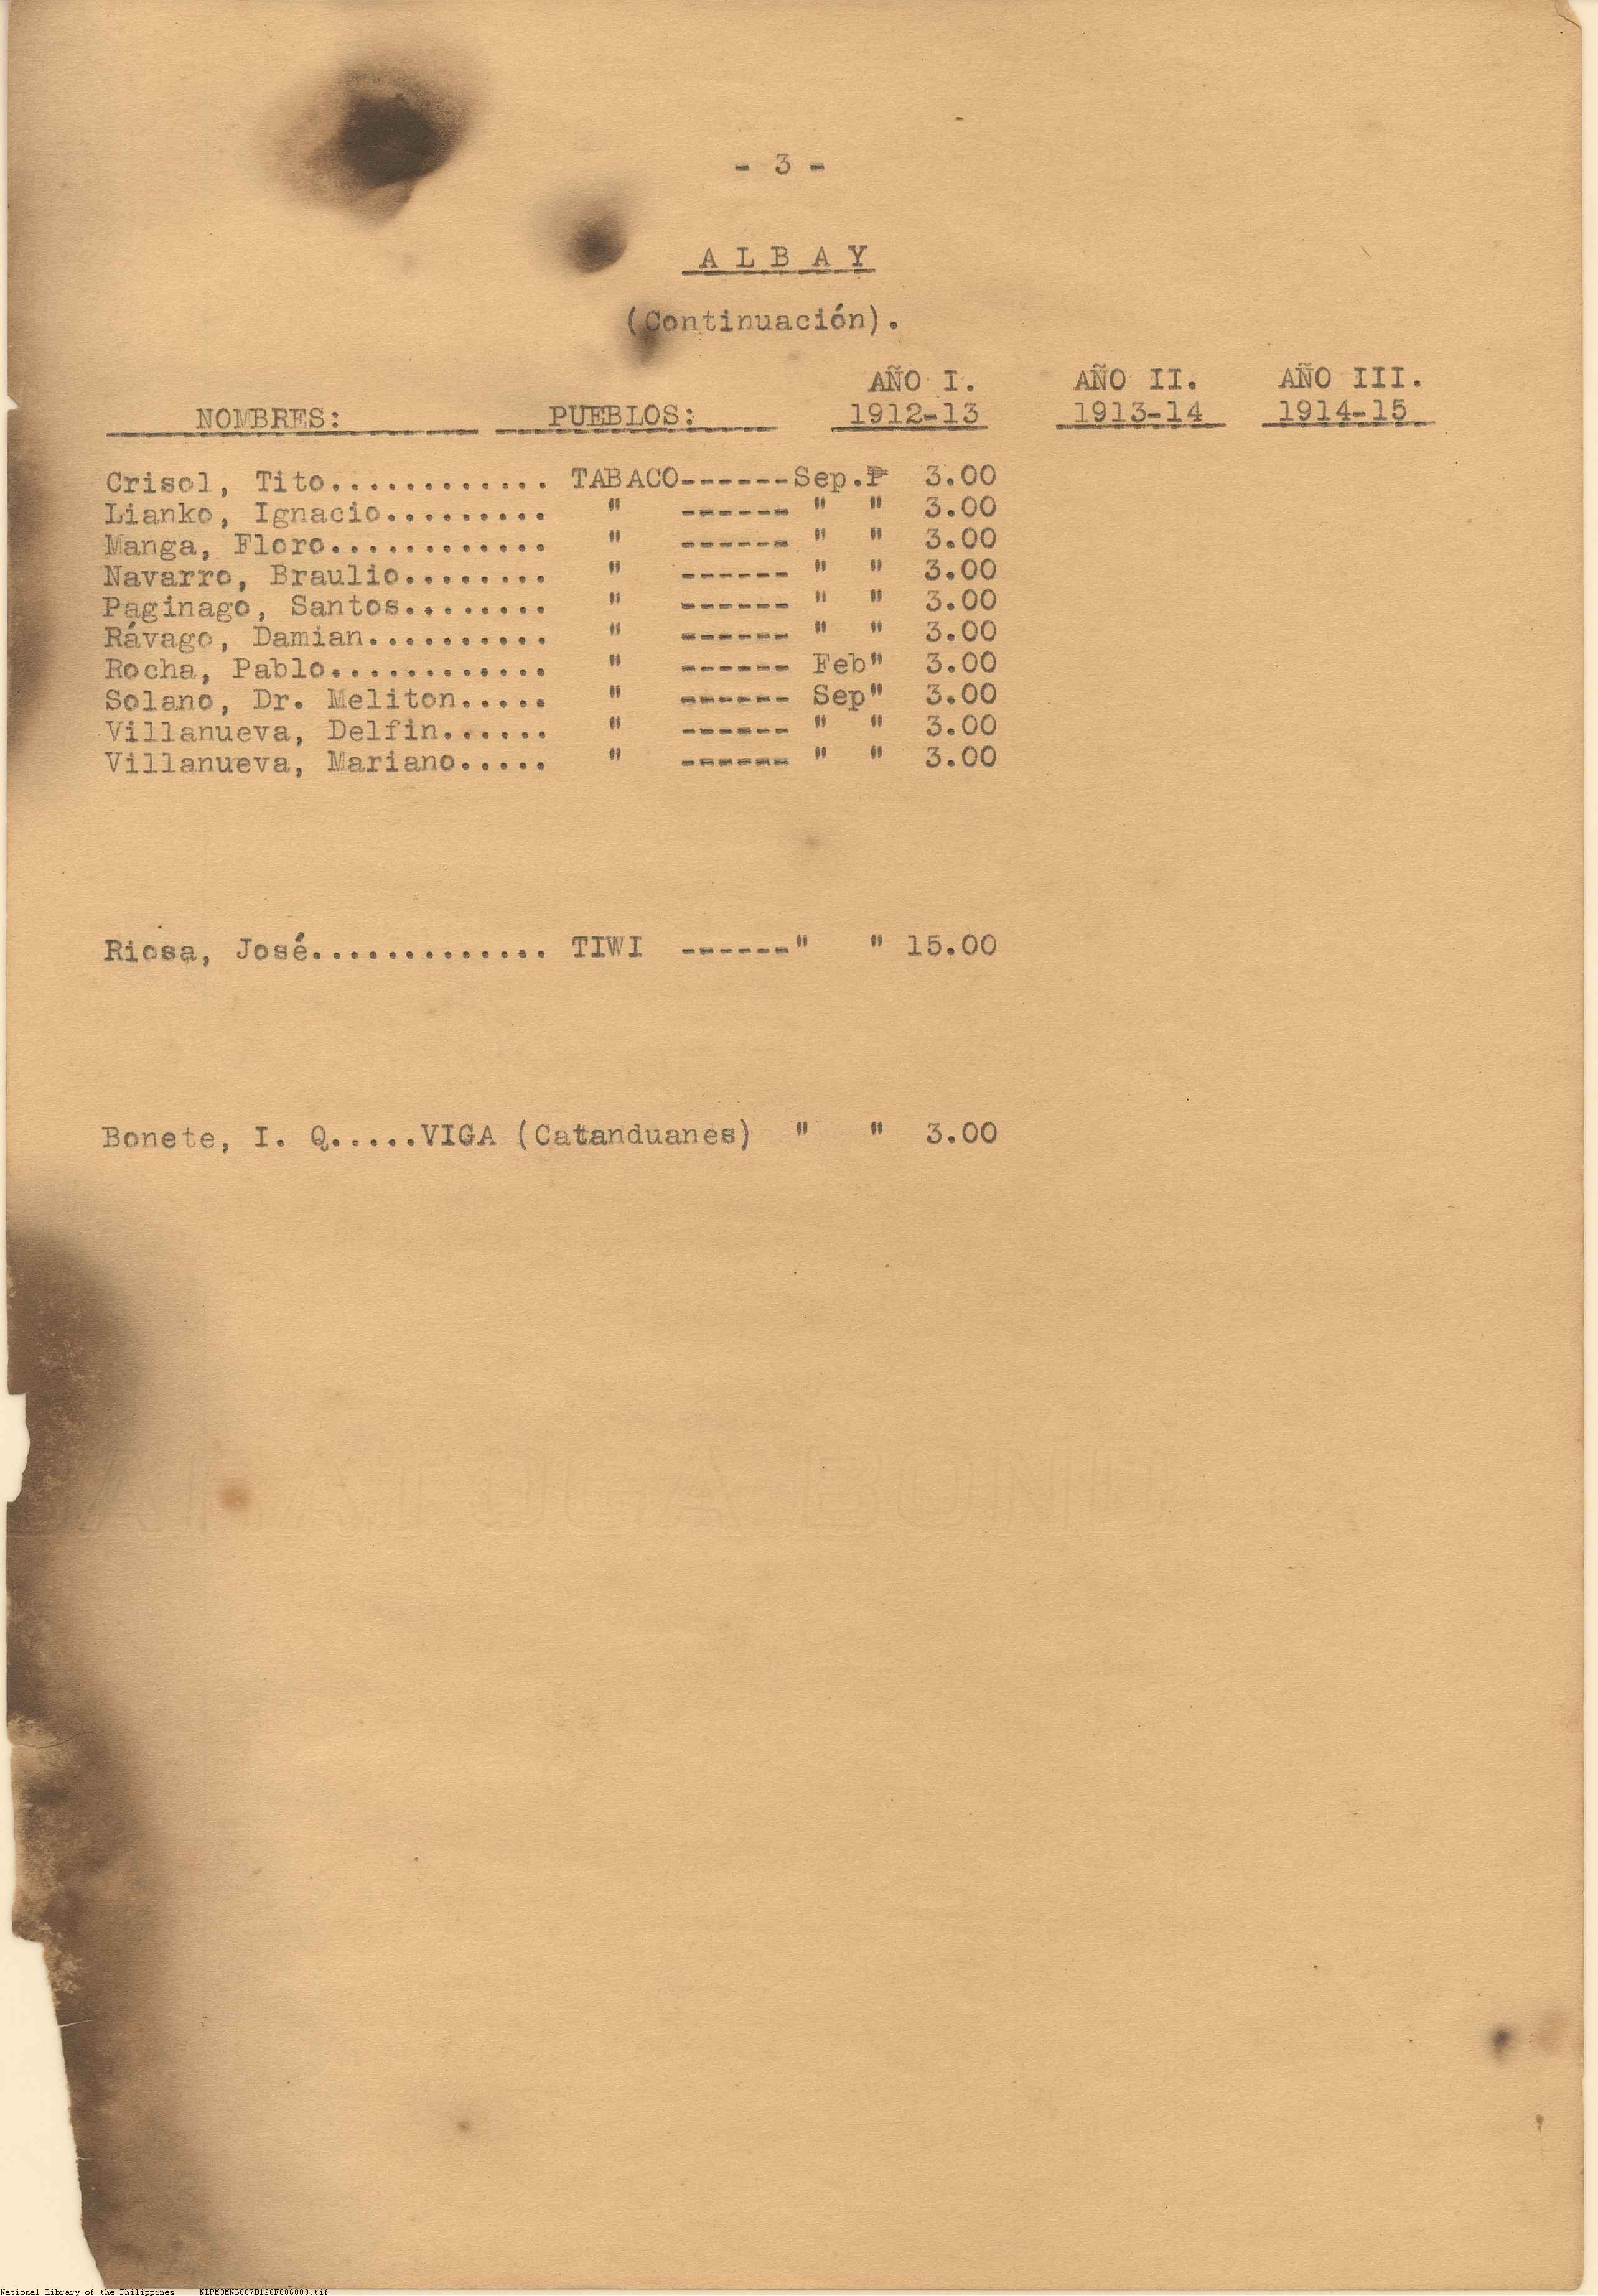 - 3 -
A L B A Y
(Continuación).
AÑO I. AÑO II. AÑO III.
NOMBRES: PUEBLOS: 1912-13 1913-14 1914-15
Crisol, Tito............ TABACO------Sep.₱ 3.00
Lianko, Ignacio......... " ------ " " 3.00
Manga, Floro............ " ------ " " 3.00
Navarro, Braulio........ " ------ " " 3.00
Paginago, Santos........ " ------ " " 3.00
Rávago, Damian.......... " ------ " " 3.00
Rocha, Pablo............ " ------ Feb" 3.00
Solano, Dr. Meliton..... " ------ Sep" 3.00
Villanueva, Delfin...... " ------ " " 3.00
Villanueva, Mariano..... " ------ " " 3.00
Riosa, José............. TIWI ------" " 15.00
Bonete, I. Q.....VIGA (Catanduanes) " " 3.00
BOND
National Library of the Philippines NLPMQMNS007B126F006003.tif